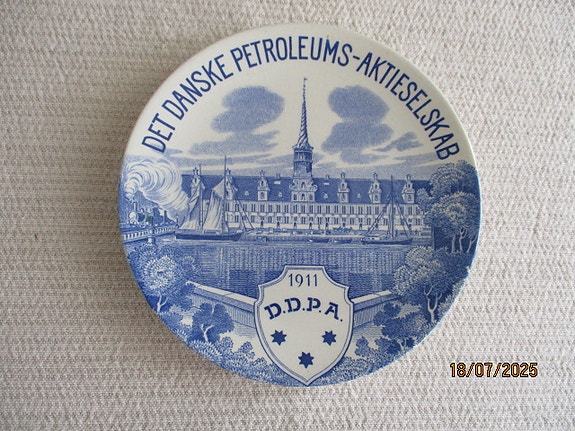 DET DANSKE PETROLEUMS-AKTIESELSKAB
1911
D.D.P.A.
18/07/2025